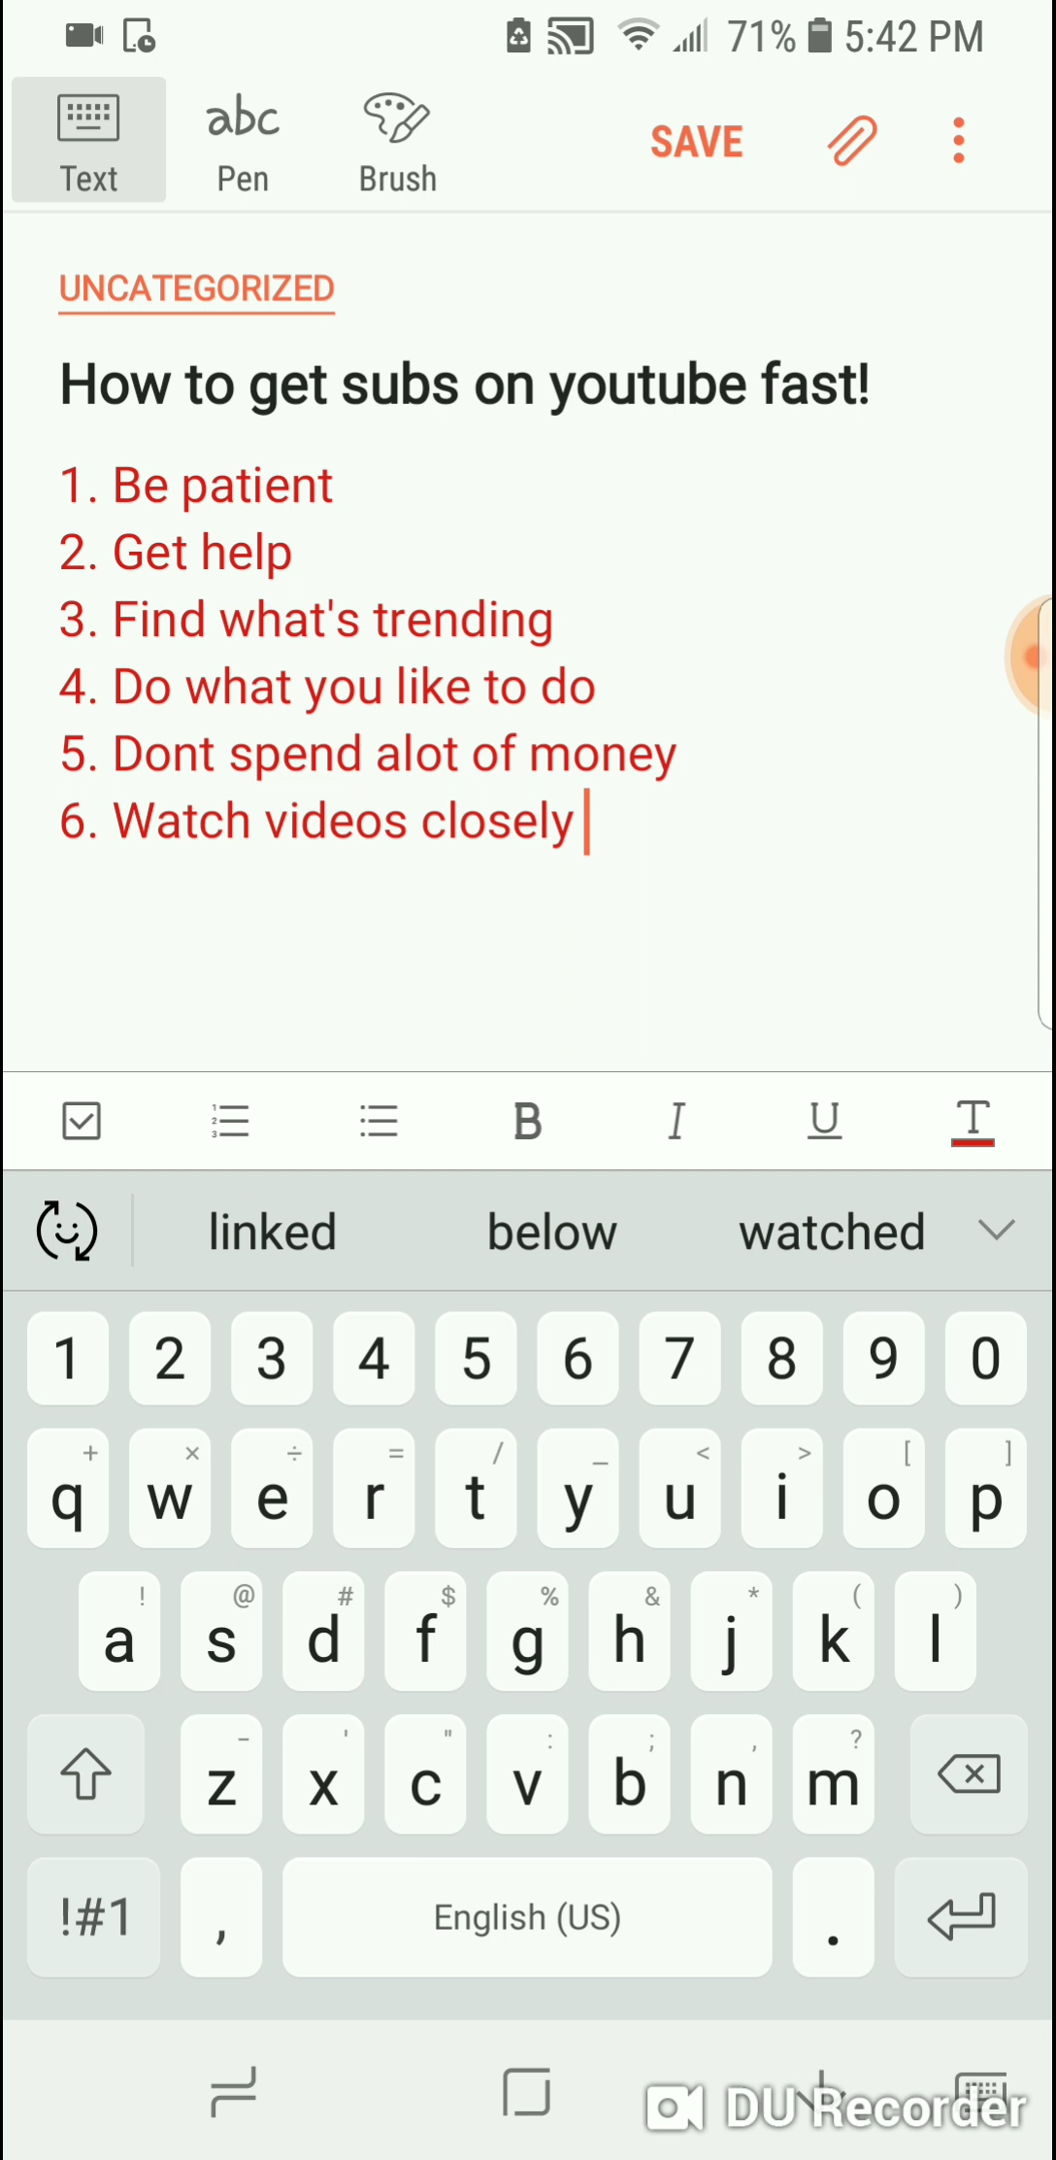 71% 5:42 PM
Text
abc
Pen
Brush
SAVE
UNCATEGORIZED
How to get subs on youtube fast!
1. Be patient
2. Get help
3. Find what's trending
4. Do what you like to do
5. Dont spend alot of money
6. Watch videos closely
B I U T
linked below watched
1 2 3 4 5 6 7 8 9 0
+ × ÷ = / _ < > [ ]
q w e r t y u i o p
! @ # $ % & * ( )
a s d f g h j k l
- ' " : ; , ?
z x c v b n m
!#1 , English (US) .
DU Recorder